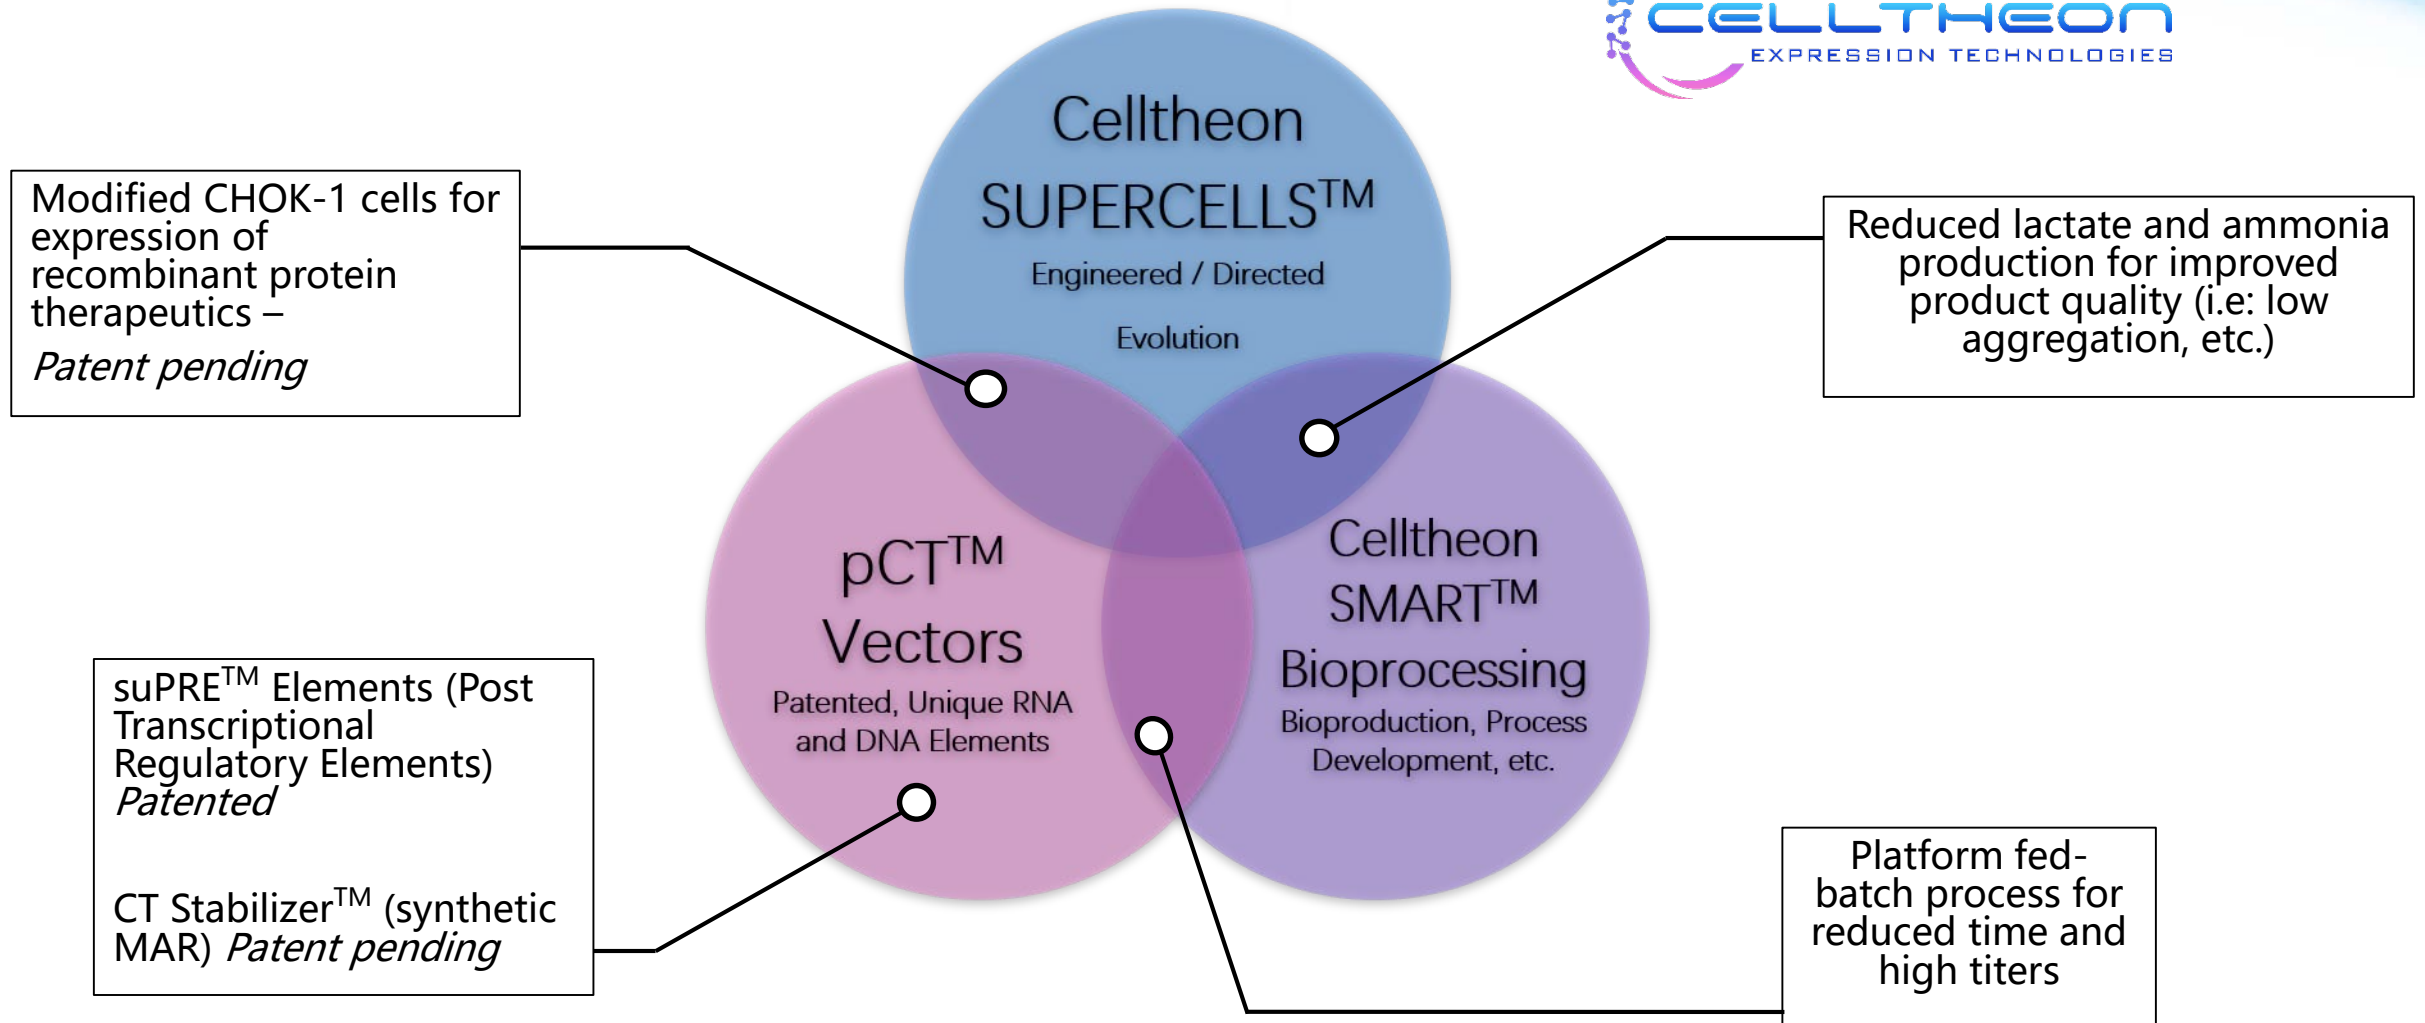 CELLTHEON
EXPRESSION TECHNOLOGIES
Celltheon
SUPERCELLS™
Engineered / Directed
Evolution
Modified CHOK-1 cells for
expression of
recombinant protein
therapeutics –
Patent pending
Reduced lactate and ammonia
production for improved
product quality (i.e: low
aggregation, etc.)
pCT™
Vectors
Patented, Unique RNA
and DNA Elements
Celltheon
SMART™
Bioprocessing
Bioproduction, Process
Development, etc.
suPRE™ Elements (Post
Transcriptional
Regulatory Elements)
Patented
CT Stabilizer™ (synthetic
MAR) Patent pending
Platform fed-
batch process for
reduced time and
high titers